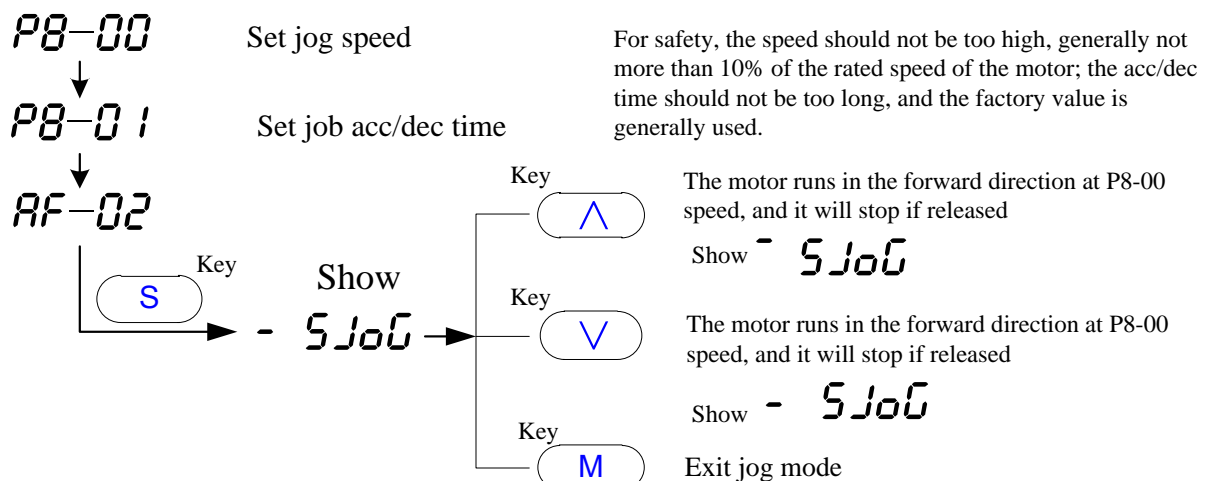 P8-00 Set jog speed
For safety, the speed should not be too high, generally not
more than 10% of the rated speed of the motor; the acc/dec
time should not be too long, and the factory value is
generally used.
P8-01 Set job acc/dec time
AF-02
Key
S
Show
- SJoG
Key
∧
The motor runs in the forward direction at P8-00
speed, and it will stop if released
Show - SJoG
Key
∨
The motor runs in the forward direction at P8-00
speed, and it will stop if released
Show - SJoG
Key
M
Exit jog mode